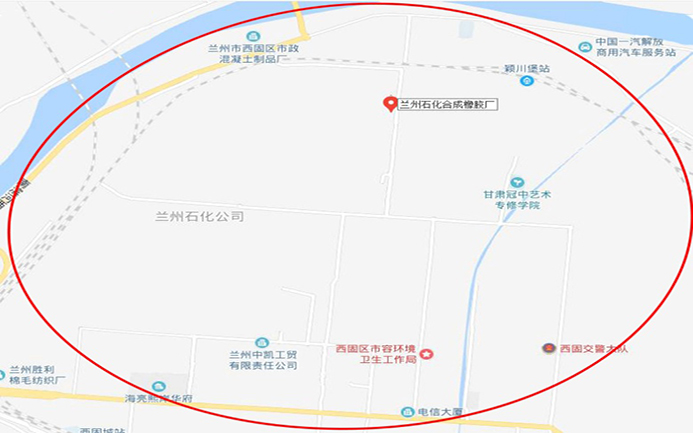 兰州市西固区市政
混凝土制品厂
中国一汽解放
商用汽车服务站
颖川堡站
兰州石化合成橡胶厂
甘肃冠中艺术
专修学院
兰州石化公司
兰州中凯工贸
有限责任公司
西固区市容环境
卫生工作局
西固交警大队
兰州胜利
棉毛纺织厂
海亮熙岸华府
电信大厦
西固城站